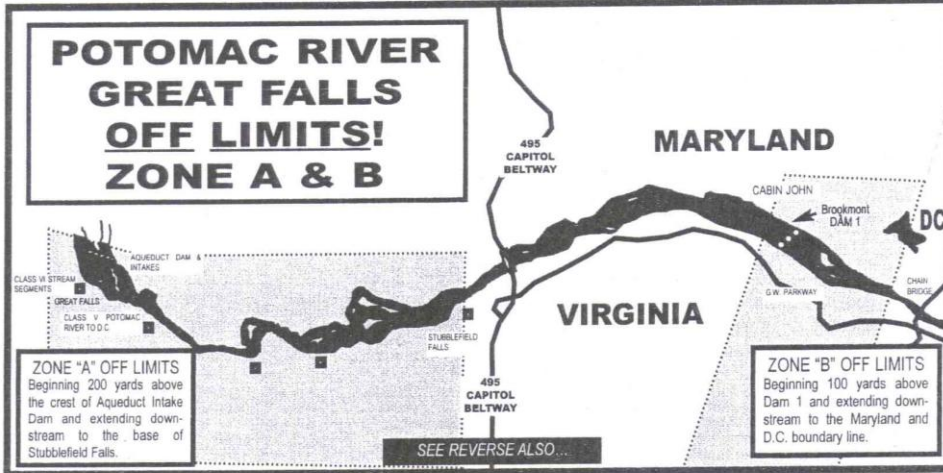 POTOMAC RIVER
GREAT FALLS
OFF LIMITS!
ZONE A & B
495
CAPITOL
BELTWAY
MARYLAND
CABIN JOHN
Brookmont
DAM 1
DC
AQUEDUCT DAM &
INTAKES
CLASS VI STREAM
SEGMENTS
GREAT FALLS
CLASS V POTOMAC
RIVER TO D.C.
STUBBLEFIELD
FALLS
VIRGINIA
G.W. PARKWAY
CHAIN
BRIDGE
495
CAPITOL
BELTWAY
ZONE "A" OFF LIMITS
Beginning 200 yards above
the crest of Aqueduct Intake
Dam and extending down-
stream to the base of
Stubblefield Falls.
ZONE "B" OFF LIMITS
Beginning 100 yards above
Dam 1 and extending down-
stream to the Maryland and
D.C. boundary line.
SEE REVERSE ALSO...